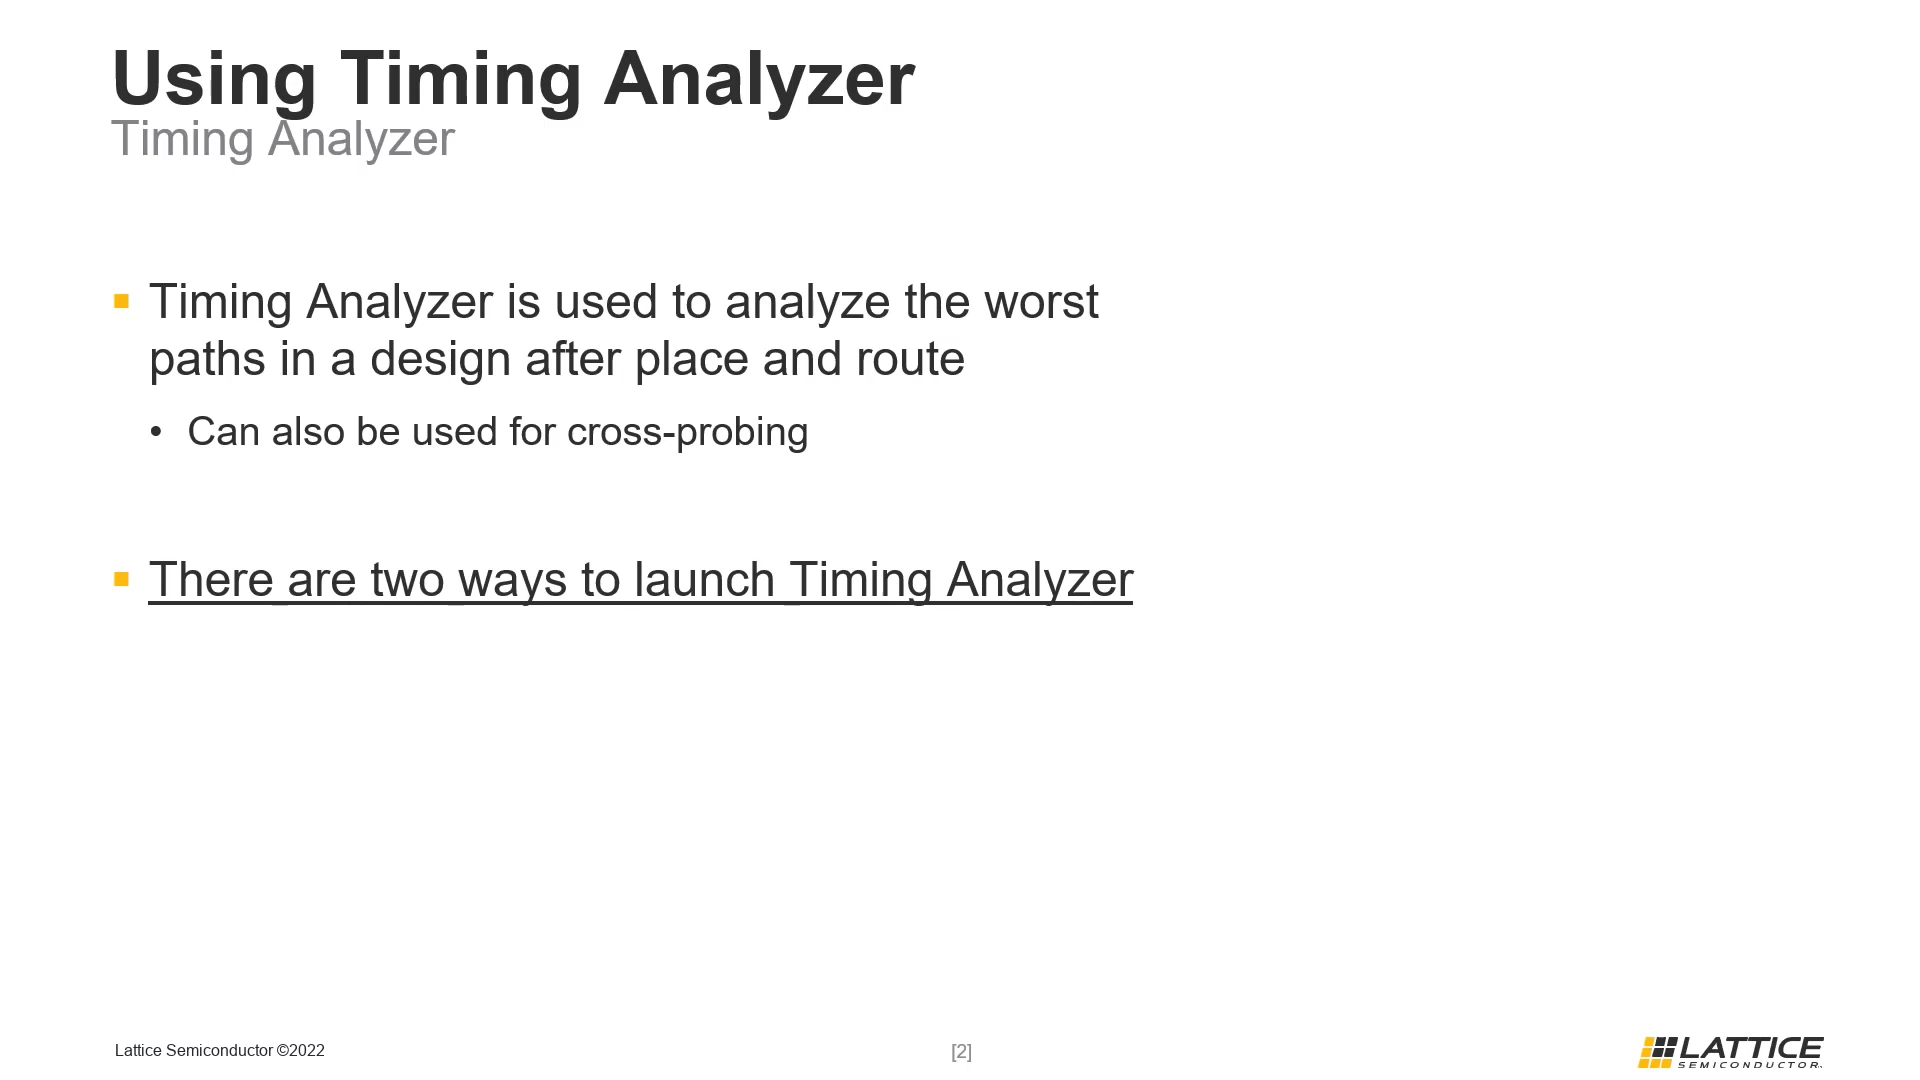 Using Timing Analyzer
Timing Analyzer
Timing Analyzer is used to analyze the worst
paths in a design after place and route
• Can also be used for cross-probing
There are two ways to launch Timing Analyzer
Lattice Semiconductor ©2022
[2]
LATTICE
SEMICONDUCTOR